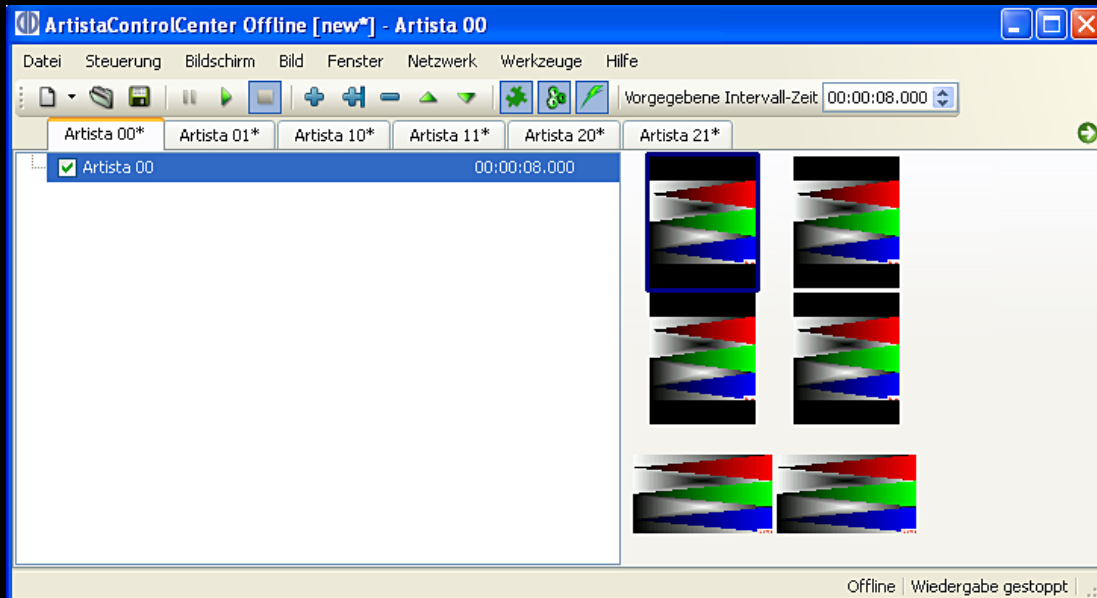 ArtistaControlCenter Offline [new*] - Artista 00
Datei Steuerung Bildschirm Bild Fenster Netzwerk Werkzeuge Hilfe
Vorgegebene Intervall-Zeit 00:00:08.000
Artista 00* Artista 01* Artista 10* Artista 11* Artista 20* Artista 21*
Artista 00 00:00:08.000
Offline Wiedergabe gestoppt